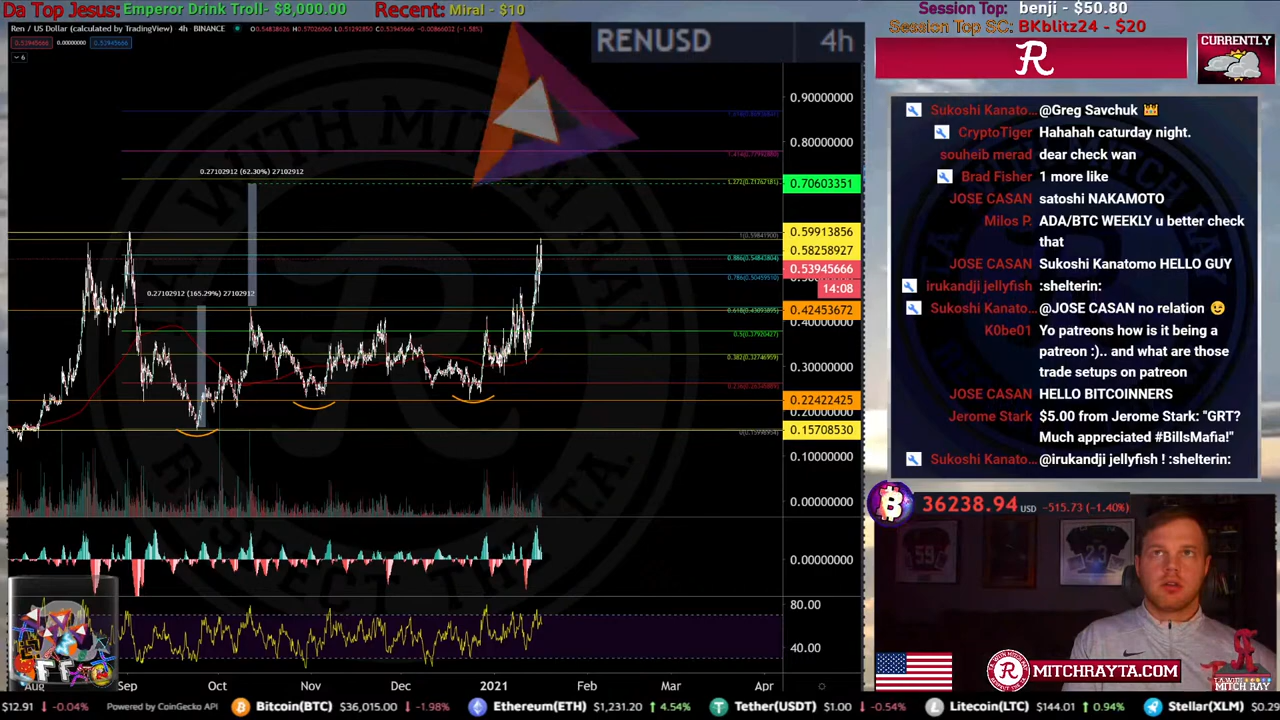 Da Top Jesus: Emperor Drink Troll- $8,000.00 Recent: Miral - $10
Session Top: benji - $50.80
Session Top SC: BKblitz24 - $20
Ren / US Dollar (calculated by TradingView) 4h BINANCE
RENUSD 4h
R
CURRENTLY
0.90000000
0.80000000
0.27102912 (62.30%) 27102912
0.70603351
0.59913856
0.58258927
0.53945666
14:08
0.27102912 (165.29%) 27102912
0.42453672
0.40000000
0.30000000
0.22422425
0.20000000
0.15708530
0.10000000
0.00000000
0.00000000
80.00
40.00
Aug Sep Oct Nov Dec 2021 Feb Mar Apr
Sukoshi Kanato... @Greg Savchuk
CryptoTiger Hahahah caturday night.
souheib merad dear check wan
Brad Fisher 1 more like
JOSE CASAN satoshi NAKAMOTO
Milos P. ADA/BTC WEEKLY u better check
that
JOSE CASAN Sukoshi Kanatomo HELLO GUY
irukandji jellyfish :shelterin:
Sukoshi Kanato... @JOSE CASAN no relation
K0be01 Yo patreons how is it being a
patreon :).. and what are those
trade setups on patreon
JOSE CASAN HELLO BITCOINNERS
Jerome Stark $5.00 from Jerome Stark: "GRT?
Much appreciated #BillsMafia!"
Sukoshi Kanato... @irukandji jellyfish ! :shelterin:
36238.94 USD -515.73 (-1.40%)
59
23
R MITCHRAYTA.COM
MITCH RAY
$12.91 -0.04% Powered by CoinGecko API Bitcoin(BTC) $36,015.00 -1.98% Ethereum(ETH) $1,231.20 4.54% Tether(USDT) $1.00 -0.54% Litecoin(LTC) $144.01 0.94% Stellar(XLM) $0.29